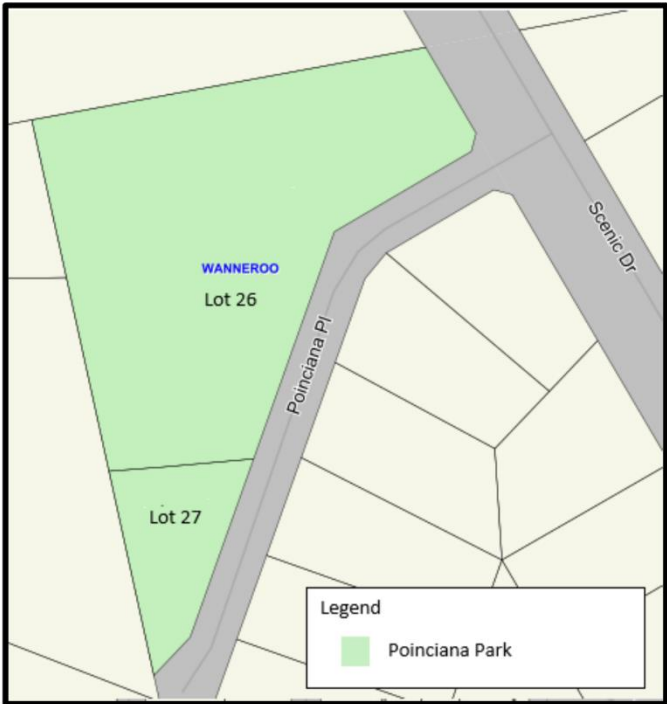 WANNEROO
Lot 26
Scenic Dr
Poinciana Pl
Lot 27
Legend
Poinciana Park